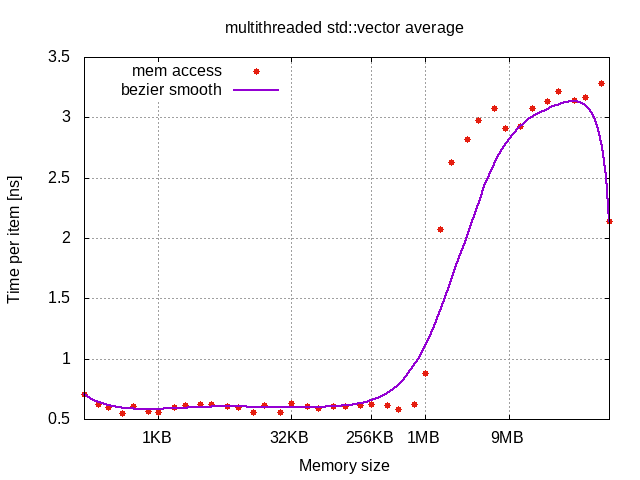 multithreaded std::vector average
3.5
3
2.5
2
1.5
1
0.5
Time per item [ns]
mem access
bezier smooth
1KB 32KB 256KB 1MB 9MB
Memory size